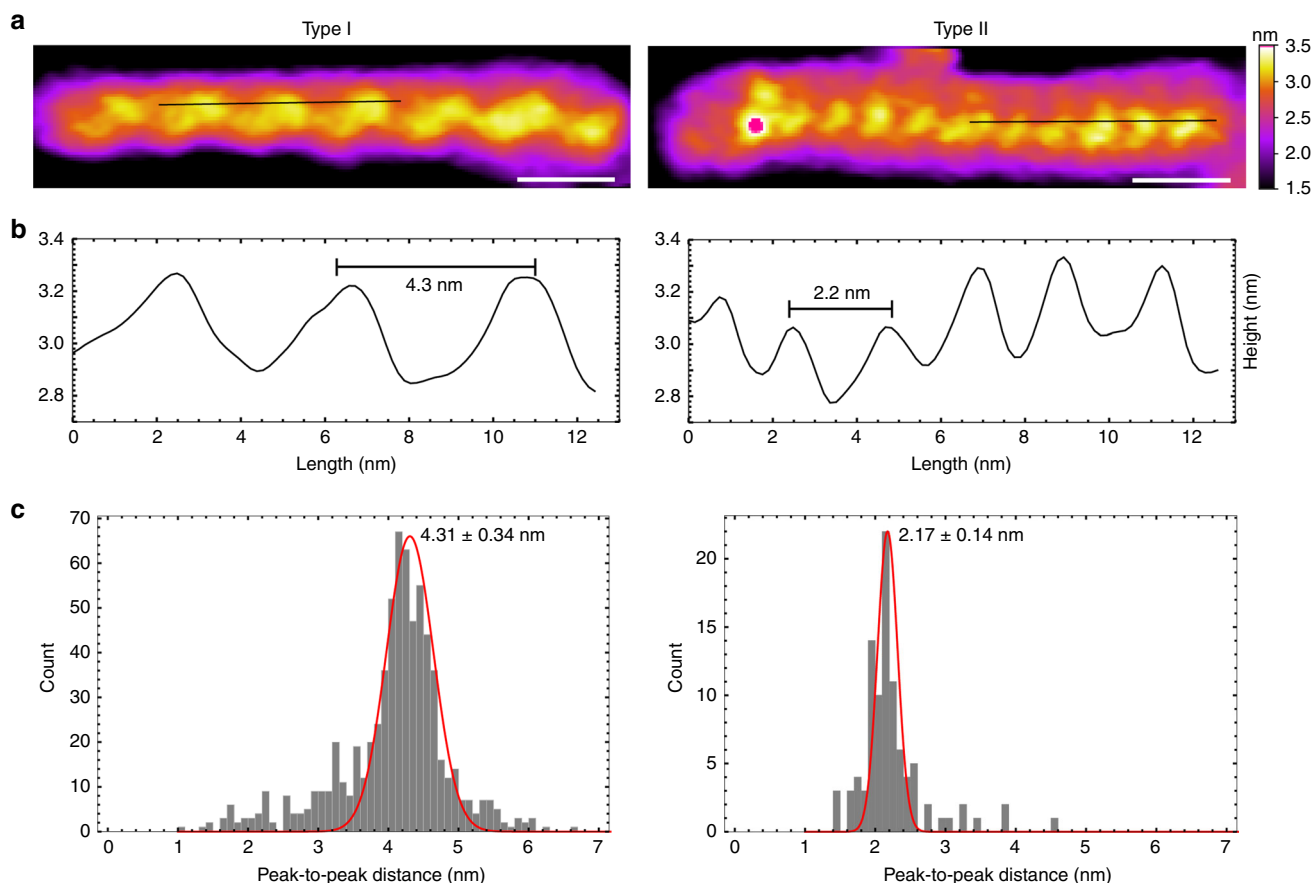 a
Type I
Type II
nm
3.5
3.0
2.5
2.0
1.5
b
3.4
3.2
3.0
2.8
4.3 nm
0 2 4 6 8 10 12
Length (nm)
3.4
3.2
3.0
2.8
2.2 nm
Height (nm)
0 2 4 6 8 10 12
Length (nm)
c
70
60
50
40
30
20
10
0
Count
4.31 ± 0.34 nm
0 1 2 3 4 5 6 7
Peak-to-peak distance (nm)
20
15
10
5
0
Count
2.17 ± 0.14 nm
0 1 2 3 4 5 6 7
Peak-to-peak distance (nm)